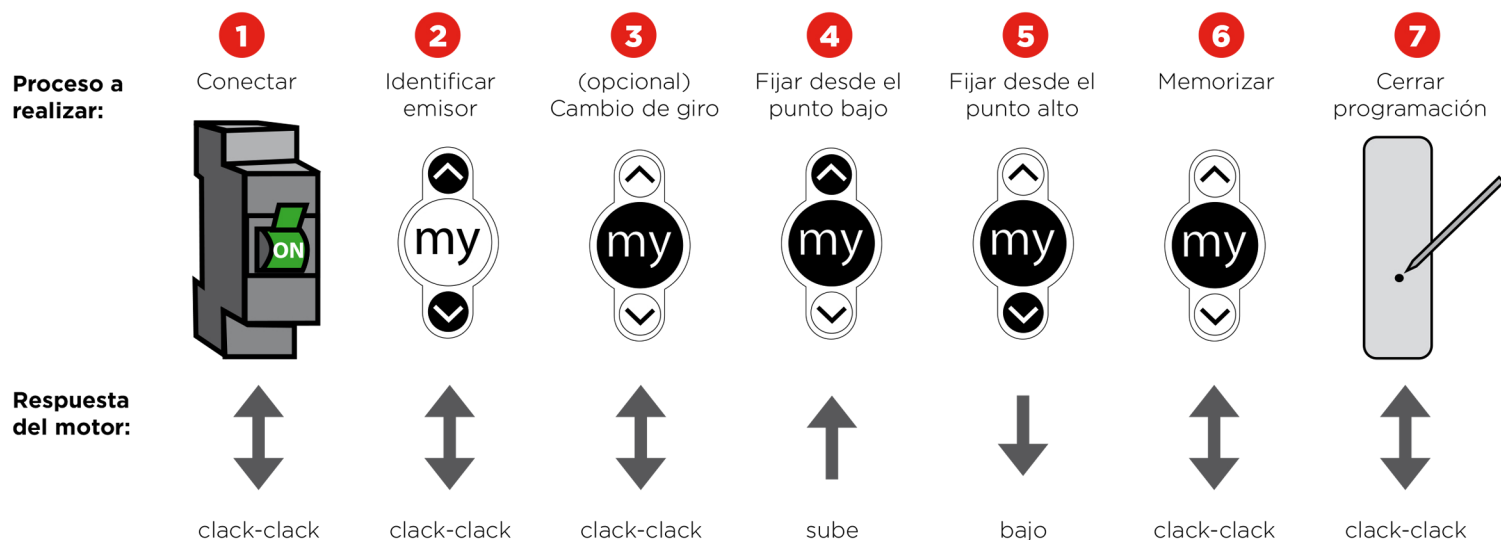 1 2 3 4 5 6 7
Proceso a
realizar:
Conectar
Identificar
emisor
(opcional)
Cambio de giro
Fijar desde el
punto bajo
Fijar desde el
punto alto
Memorizar
Cerrar
programación
ON
my my my my my
Respuesta
del motor:
clack-clack clack-clack clack-clack sube bajo clack-clack clack-clack